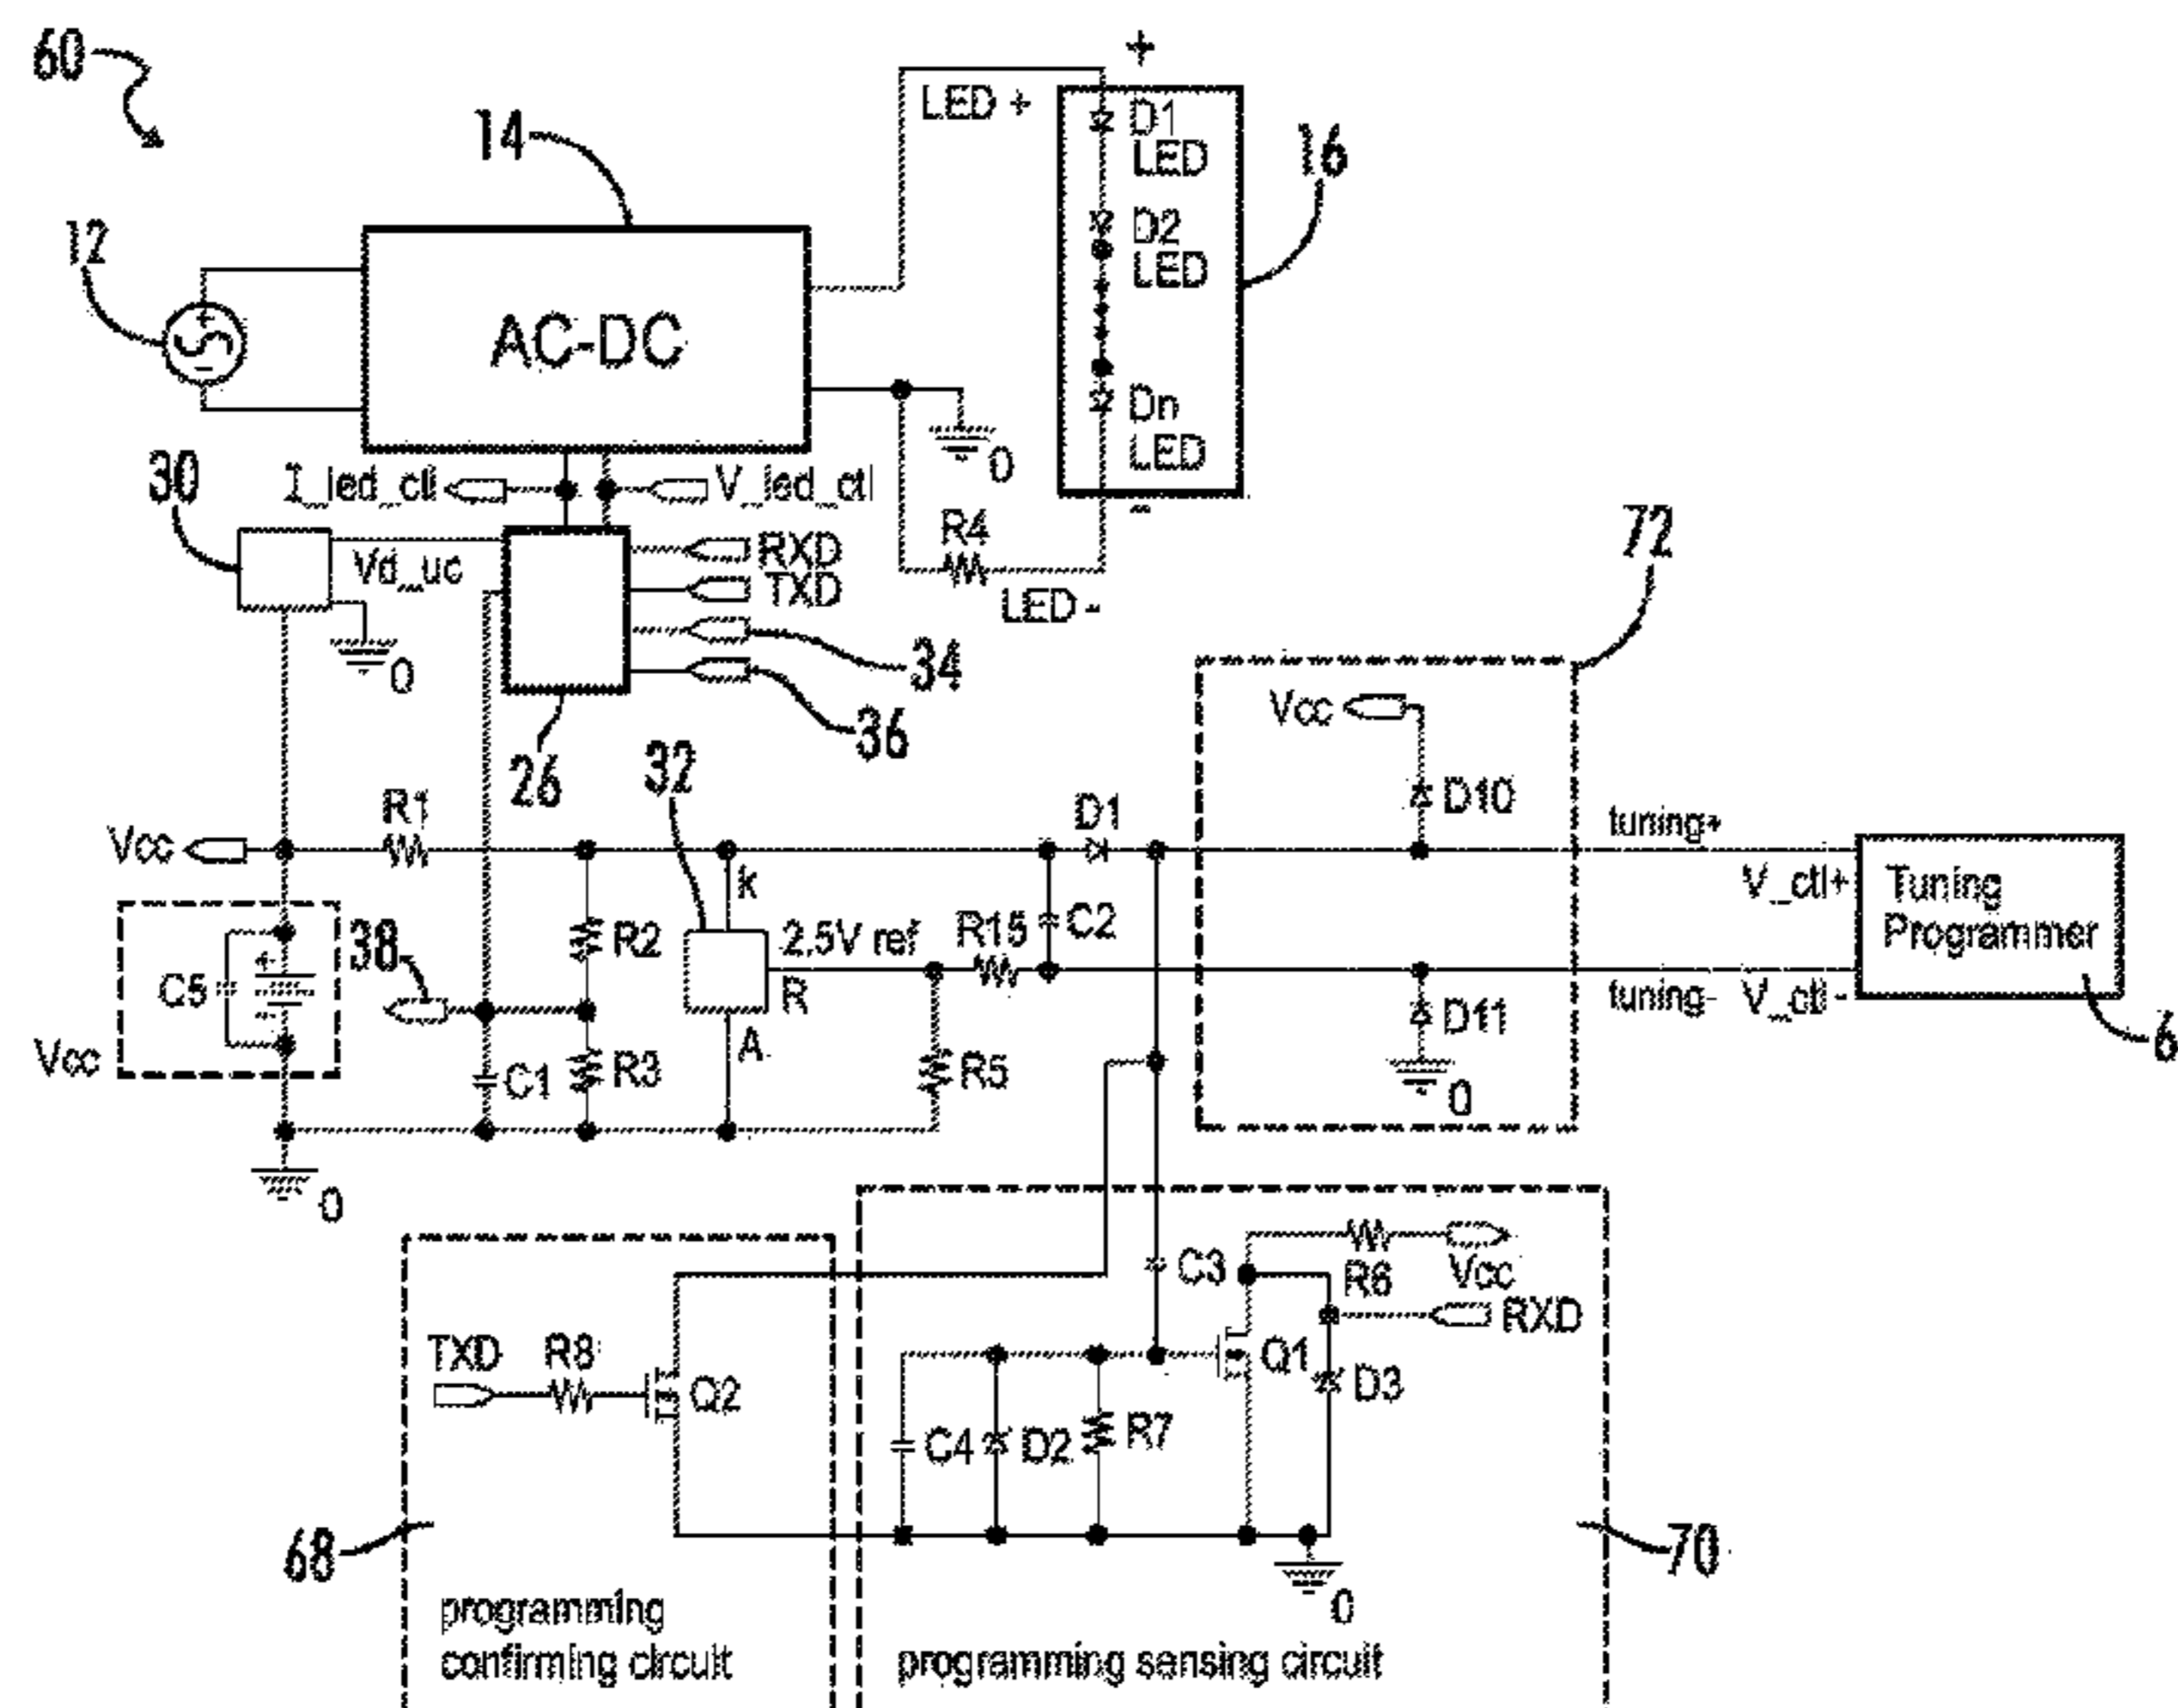 60
+
LED +
D1
LED
14
16
12
D2
LED
AC-DC
+
-
Dn
LED
0
30
I_led_ctl
V_led_ctl
-
R4
72
RXD
Vd_uc
TXD
LED -
34
0
36
Vcc
26
32
D10
R1
D1
tuning+
Vcc
k
V_ctl+
Tuning
Programmer
C2
R15
2.5V ref
R2
38
+
C5
R
-
tuning-
V_ctl -
D11
A
6
Vcc
C1
R3
R5
0
0
C3
R6
Vcc
RXD
TXD
R8
Q1
D3
Q2
C4
D2
R7
68
70
0
programming
confirming circuit
programming sensing circuit